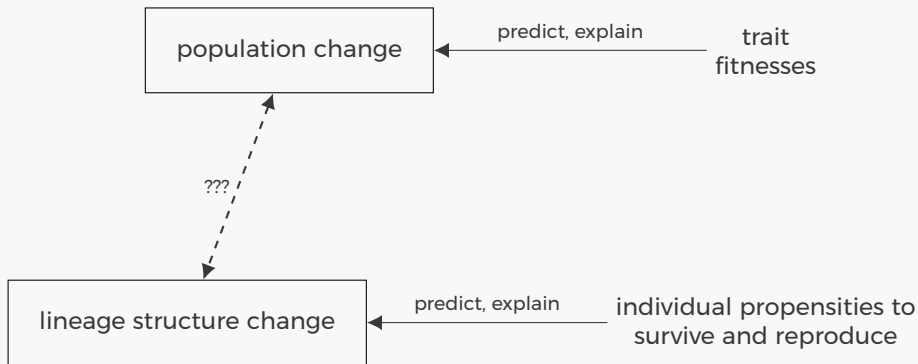 population change
predict, explain
trait
fitnesses
???
lineage structure change
predict, explain
individual propensities to
survive and reproduce